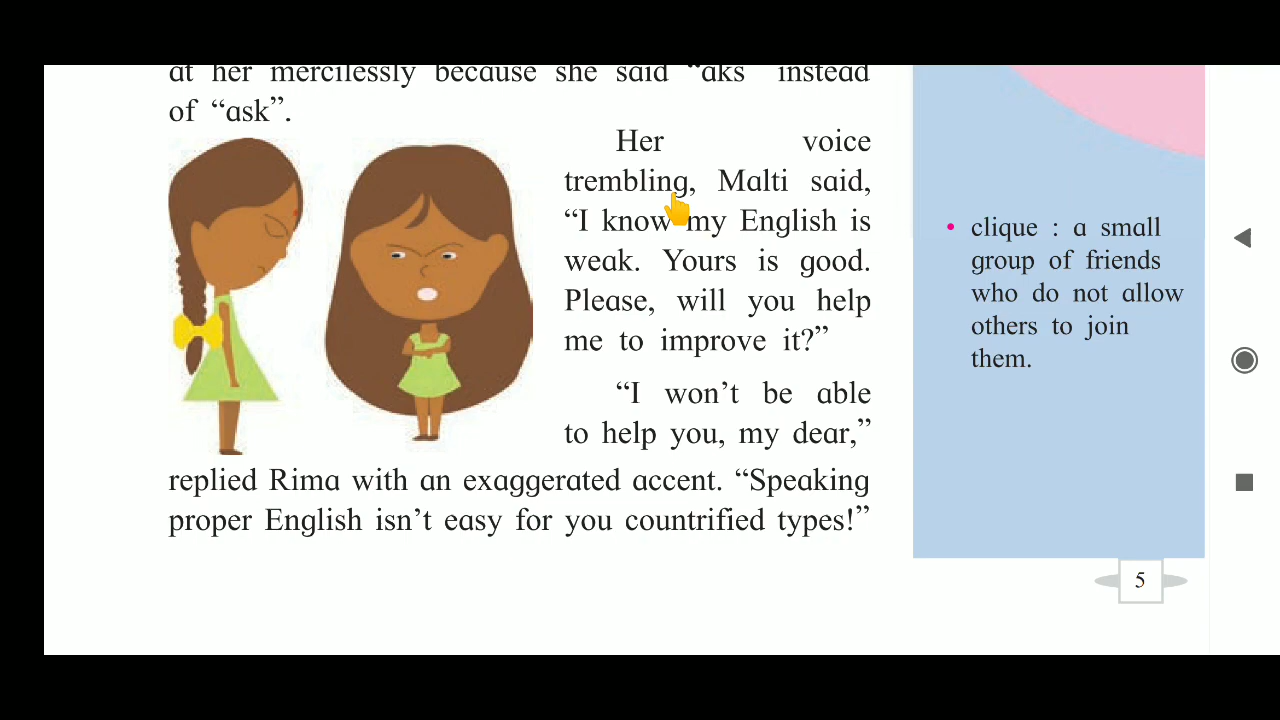 at her mercilessly because she said “aks” instead
of “ask”.
Her voice
trembling, Malti said,
“I know my English is
weak. Yours is good.
Please, will you help
me to improve it?”
“I won’t be able
to help you, my dear,”
replied Rima with an exaggerated accent. “Speaking
proper English isn’t easy for you countrified types!”
• clique : a small
group of friends
who do not allow
others to join
them.
5